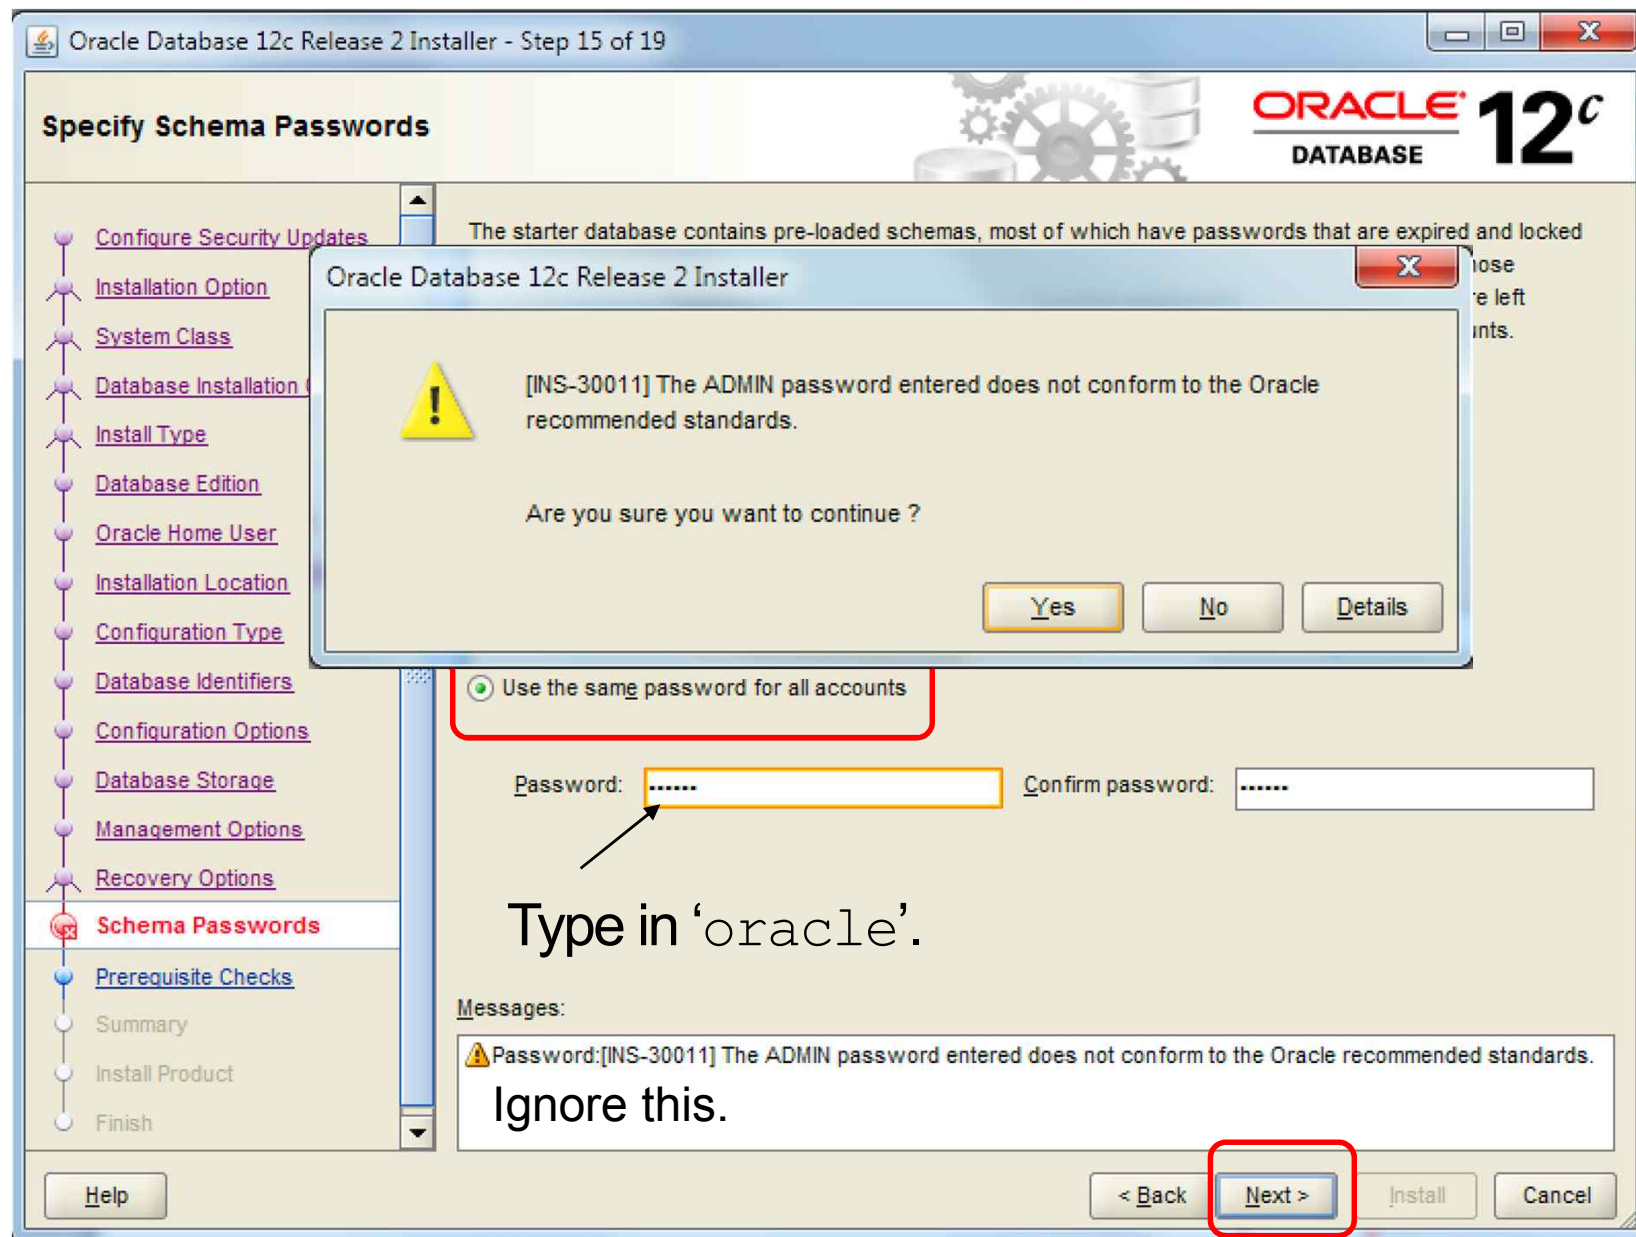 Oracle Database 12c Release 2 Installer - Step 15 of 19
Specify Schema Passwords
ORACLE DATABASE 12c
Configure Security Updates
Installation Option
System Class
Database Installation
Install Type
Database Edition
Oracle Home User
Installation Location
Configuration Type
Database Identifiers
Configuration Options
Database Storage
Management Options
Recovery Options
Schema Passwords
Prerequisite Checks
Summary
Install Product
Finish
The starter database contains pre-loaded schemas, most of which have passwords that are expired and locked
left
Oracle Database 12c Release 2 Installer
[INS-30011] The ADMIN password entered does not conform to the Oracle
recommended standards.
Are you sure you want to continue ?
Yes No Details
Use the same password for all accounts
Password: •••••• Confirm password: ••••••
Type in ‘oracle’.
Messages:
Password:[INS-30011] The ADMIN password entered does not conform to the Oracle recommended standards.
Ignore this.
Help < Back Next > Install Cancel